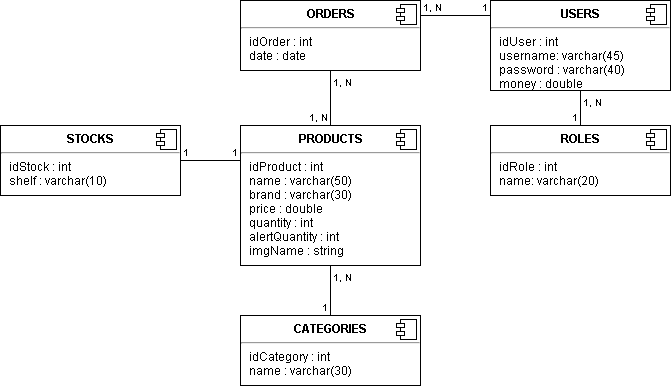 ORDERS
idOrder : int
date : date
1, N
1
USERS
idUser : int
username: varchar(45)
password : varchar(40)
money : double
1, N
1, N
1, N
1
STOCKS
idStock : int
shelf : varchar(10)
1
1
PRODUCTS
idProduct : int
name : varchar(50)
brand : varchar(30)
price : double
quantity : int
alertQuantity : int
imgName : string
ROLES
idRole : int
name: varchar(20)
1, N
1
CATEGORIES
idCategory : int
name : varchar(30)